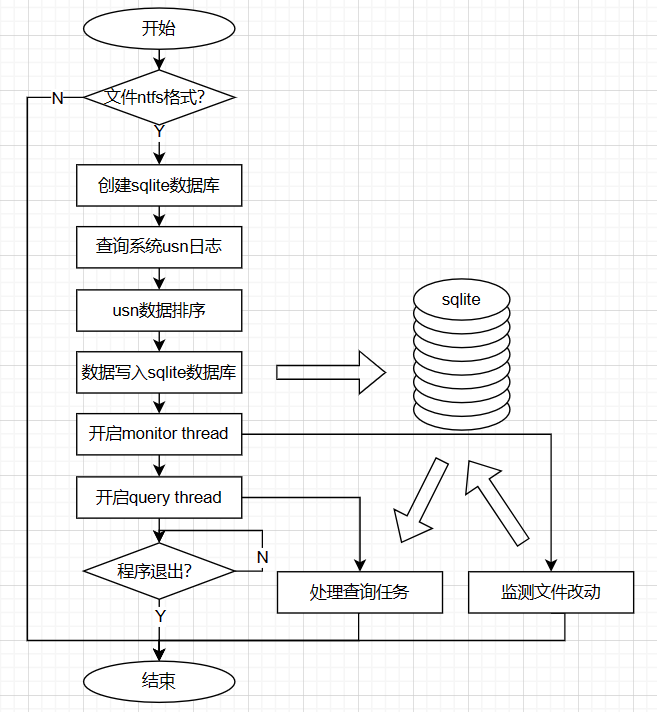 开始
文件ntfs格式?
N
Y
创建sqlite数据库
查询系统usn日志
usn数据排序
sqlite
数据写入sqlite数据库
开启monitor thread
开启query thread
程序退出?
N
Y
处理查询任务
监测文件改动
结束